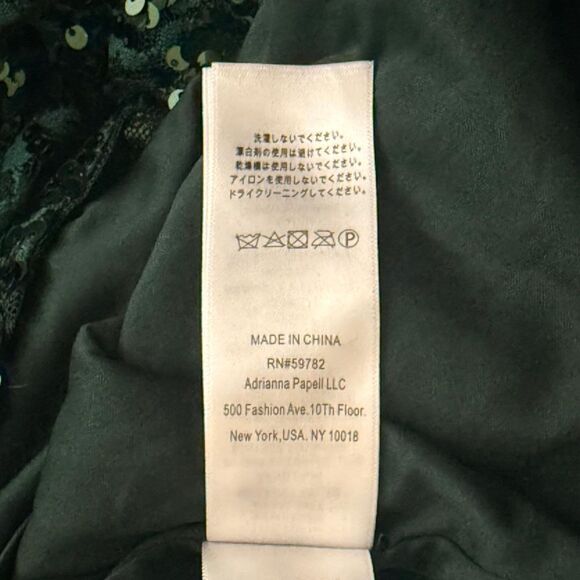 洗濯しないでください。
漂白剤の使用は避けてください。
乾燥機は使用しないでください。
アイロンを使用しないでください。
ドライクリーニングしてください。
P
MADE IN CHINA
RN#59782
Adrianna Papell LLC
500 Fashion Ave.10Th Floor.
New York,USA. NY 10018